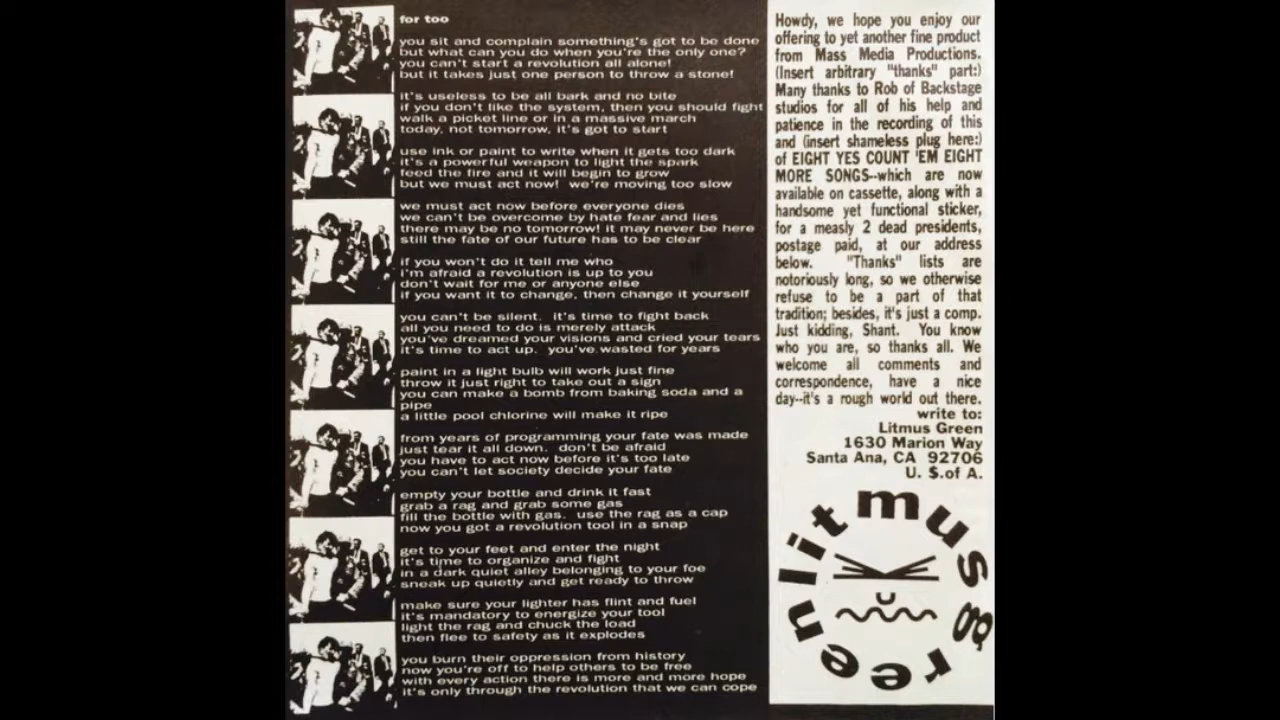 for too
you sit and complain something's got to be done
but what can you do when you're the only one?
you can't start a revolution all alone!
but it takes just one person to throw a stone!
it's useless to be all bark and no bite
if you don't like the system, then you should fight
walk a picket line or in a massive march
today, not tomorrow, it's got to start
use ink or paint to write when it gets too dark
it's a powerful weapon to light the spark
feed the fire and it will begin to grow
but we must act now! we're moving too slow
we must act now before everyone dies
we can't be overcome by hate fear and lies
there may be no tomorrow! it may never be here
still the fate of our future has to be clear
if you won't do it tell me who
i'm afraid a revolution is up to you
don't wait for me or anyone else
if you want it to change, then change it yourself
you can't be silent. it's time to fight back
all you need to do is merely attack
you've dreamed your visions and cried your tears
it's time to act up. you've wasted for years
paint in a light bulb will work just fine
throw it just right to take out a sign
you can make a bomb from baking soda and a
pipe
a little pool chlorine will make it ripe
from years of programming your fate was made
just tear it all down. don't be afraid
you have to act now before it's too late
you can't let society decide your fate
empty your bottle and drink it fast
grab a rag and grab some gas
fill the bottle with gas. use the rag as a cap
now you got a revolution tool in a snap
get to your feet and enter the night
it's time to organize and fight
in a dark quiet alley belonging to your foe
sneak up quietly and get ready to throw
make sure your lighter has flint and fuel
it's mandatory to energize your tool
light the rag and chuck the load
then flee to safety as it explodes
you burn their oppression from history
now you're off to help others to be free
with every action there is more and more hope
it's only through the revolution that we can cope
Howdy, we hope you enjoy our
offering to yet another fine product
from Mass Media Productions.
(Insert arbitrary "thanks" part:)
Many thanks to Rob of Backstage
studios for all of his help and
patience in the recording of this
and (insert shameless plug here:)
of EIGHT YES COUNT 'EM EIGHT
MORE SONGS--which are now
available on cassette, along with a
handsome yet functional sticker,
for a measly 2 dead presidents,
postage paid, at our address
below. "Thanks" lists are
notoriously long, so we otherwise
refuse to be a part of that
tradition; besides, it's just a comp.
Just kidding, Shant. You know
who you are, so thanks all. We
welcome all comments and
correspondence, have a nice
day--it's a rough world out there.
write to:
Litmus Green
1630 Marion Way
Santa Ana, CA 92706
U. $.of A.
litmus green